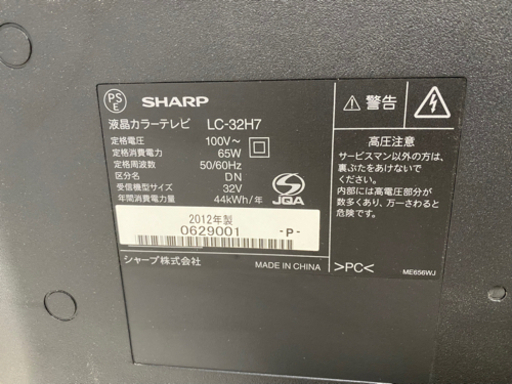 PS
E
SHARP
液晶カラーテレビ LC-32H7
定格電圧 100V～
定格消費電力 65W
定格周波数 50/60Hz
区分名 DN
受信機型サイズ 32V
年間消費電力量 44kWh/年
JQA
2012年製
0629001 -P-
シャープ株式会社 MADE IN CHINA
警告
高圧注意
サービスマン以外の方は、
裏ぶたをあけないで
ください。
内部には高電圧部分が
数多くあり、万一さわると
危険です。
>PC<
ME656WJ